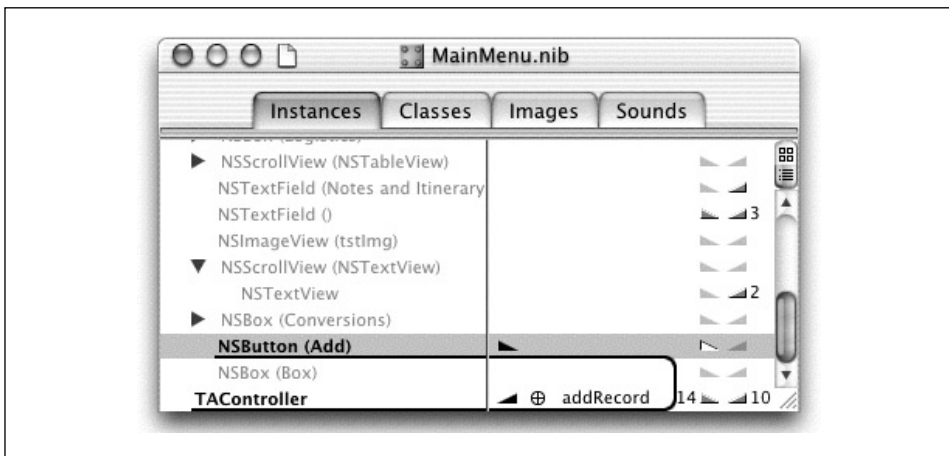 MainMenu.nib
Instances Classes Images Sounds
NSScrollView (NSTableView)
NSTextField (Notes and Itinerary
NSTextField () 3
NSImageView (tstImg)
NSScrollView (NSTextView)
NSTextView 2
NSBox (Conversions)
NSButton (Add)
NSBox (Box)
TAController addRecord 14 10